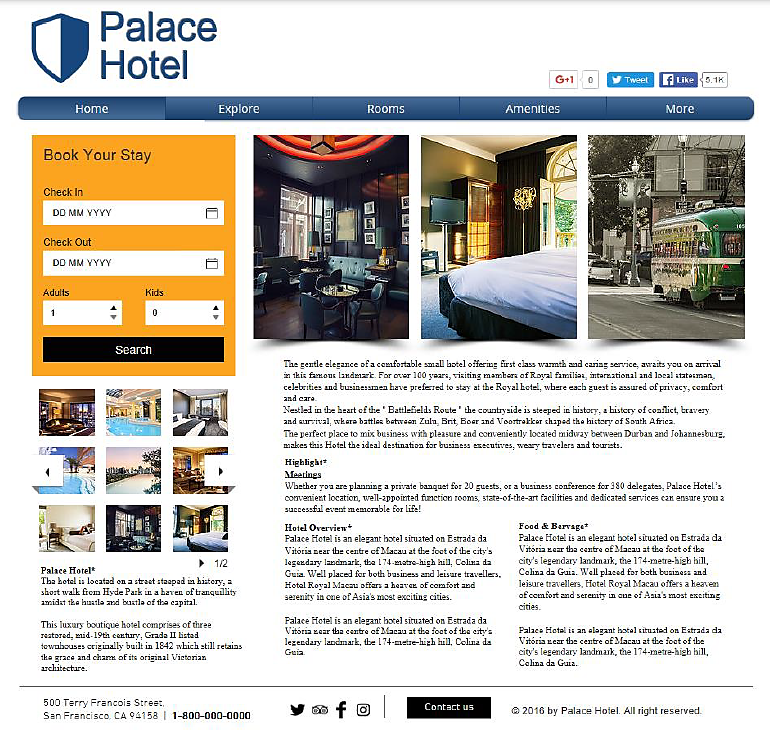 Palace
Hotel
G+1 0 Tweet Like 5.1K
Home Explore Rooms Amenities More
Book Your Stay
Check In
DD MM YYYY
Check Out
DD MM YYYY
Adults Kids
1 0
Search
1/2
Palace Hotel*
The hotel is located on a street steeped in history, a
short walk from Hyde Park in a haven of tranquility
amidst the hustle and bustle of the capital.
This luxury boutique hotel comprises of three
restored, mid-19th century, Grade II listed
townhouses originally built in 1842 which still retains
the grace and charm of its original Victorian
architecture.
The gentle elegance of a comfortable small hotel offering first class warmth and caring service, awaits you on arrival
in this famous landmark. For over 100 years, visiting members of Royal families, international and local statesmen,
celebrities and businessmen have preferred to stay at the Royal hotel, where each guest is assured of privacy, comfort
and care.
Nestled in the heart of the " Battlefields Route " the countryside is steeped in history, a history of conflict, bravery
and survival, where battles between Zulu, Brit, Boer and Voortrekker shaped the history of South Africa.
The perfect place to mix business with pleasure and conveniently located midway between Durban and Johannesburg,
makes this Hotel the ideal destination for business executives, weary travelers and tourists.
Highlight*
Meetings
Whether you are planning a private banquet for 20 guests, or a business conference for 380 delegates, Palace Hotel's
convenient location, well-appointed function rooms, state-of-the-art facilities and dedicated services can ensure you a
successful event memorable for life!
Hotel Overview*
Palace Hotel is an elegant hotel situated on Estrada da
Vitória near the centre of Macau at the foot of the city's
legendary landmark, the 174-metre-high hill, Colina da
Guia. Well placed for both business and leisure travellers,
Hotel Royal Macau offers a heaven of comfort and
serenity in one of Asia's most exciting cities.
Palace Hotel is an elegant hotel situated on Estrada da
Vitória near the centre of Macau at the foot of the city's
legendary landmark, the 174-metre-high hill, Colina da
Guia.
Food & Bervage*
Palace Hotel is an elegant hotel situated on Estrada da
Vitória near the centre of Macau at the foot of the
city's legendary landmark, the 174-metre-high hill,
Colina da Guia. Well placed for both business and
leisure travellers, Hotel Royal Macau offers a heaven
of comfort and serenity in one of Asia's most exciting
cities.
Palace Hotel is an elegant hotel situated on Estrada da
Vitória near the centre of Macau at the foot of the
city's legendary landmark, the 174-metre-high hill,
Colina da Guia.
500 Terry Francois Street,
San Francisco, CA 94158 | 1-800-000-0000
Contact us
© 2016 by Palace Hotel. All right reserved.